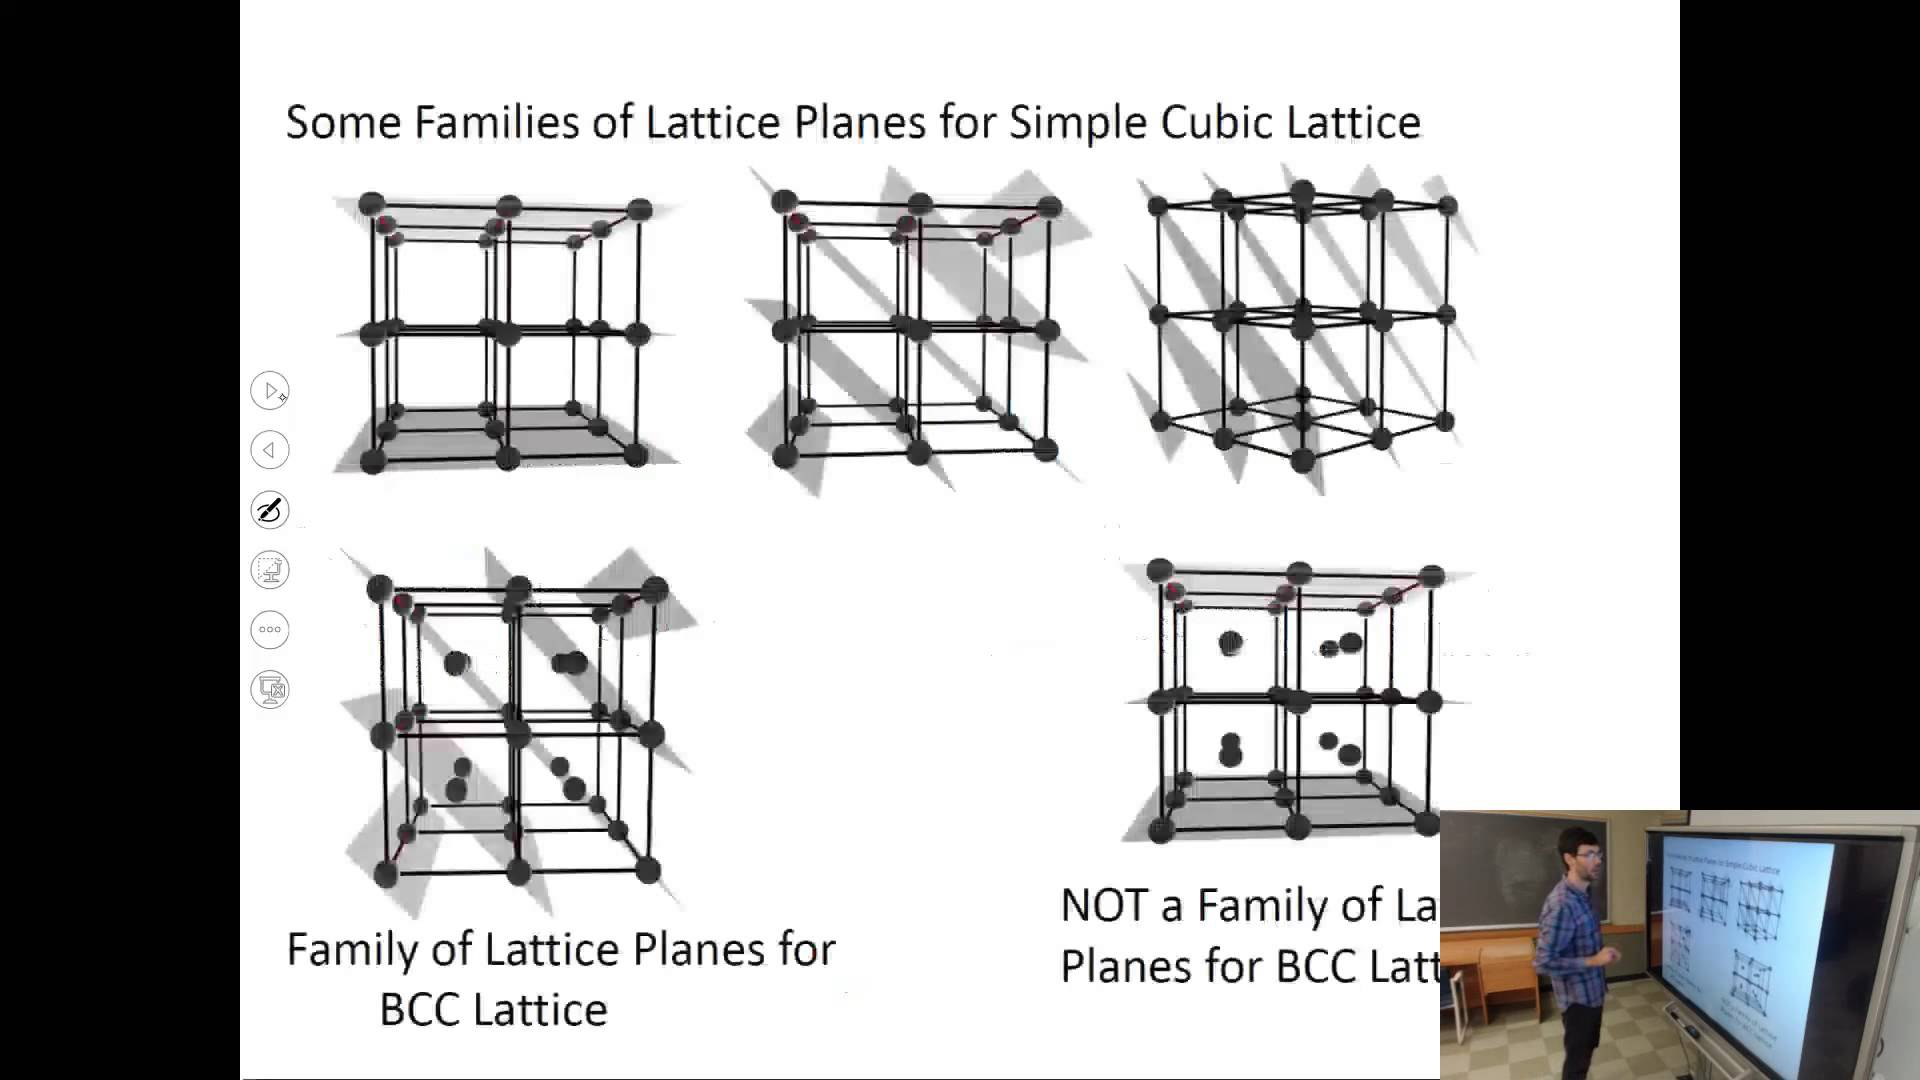 Some Families of Lattice Planes for Simple Cubic Lattice
Family of Lattice Planes for
BCC Lattice
NOT a Family of La
Planes for BCC Latt